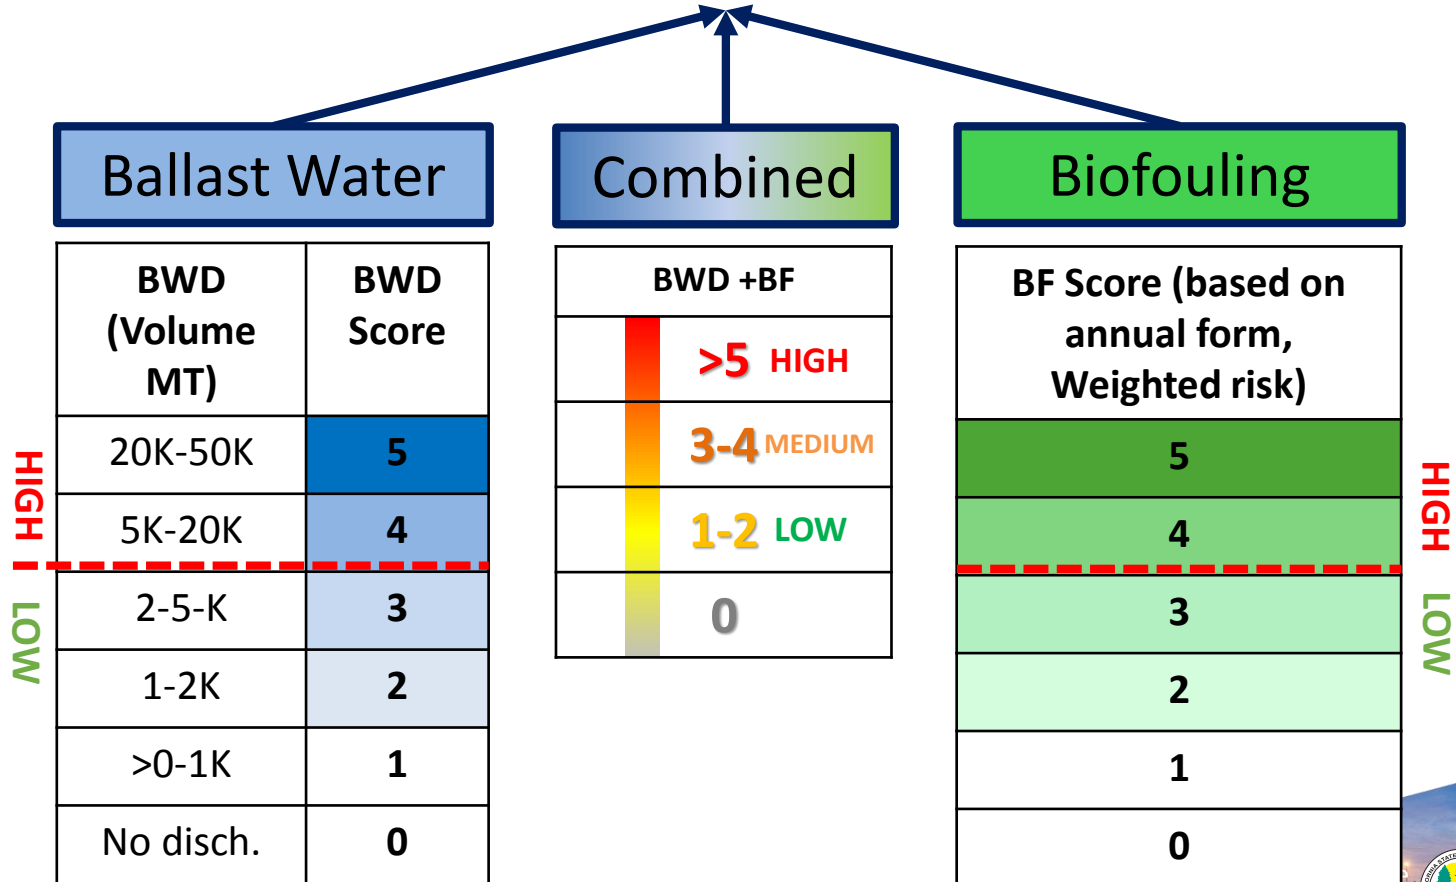 Ballast Water
Combined
Biofouling
BWD
(Volume
MT)
BWD
Score
20K-50K
5
5K-20K
4
2-5-K
3
1-2K
2
>0-1K
1
No disch.
0
HIGH
LOW
BWD +BF
>5 HIGH
3-4 MEDIUM
1-2 LOW
0
BF Score (based on
annual form,
Weighted risk)
5
4
3
2
1
0
HIGH
LOW